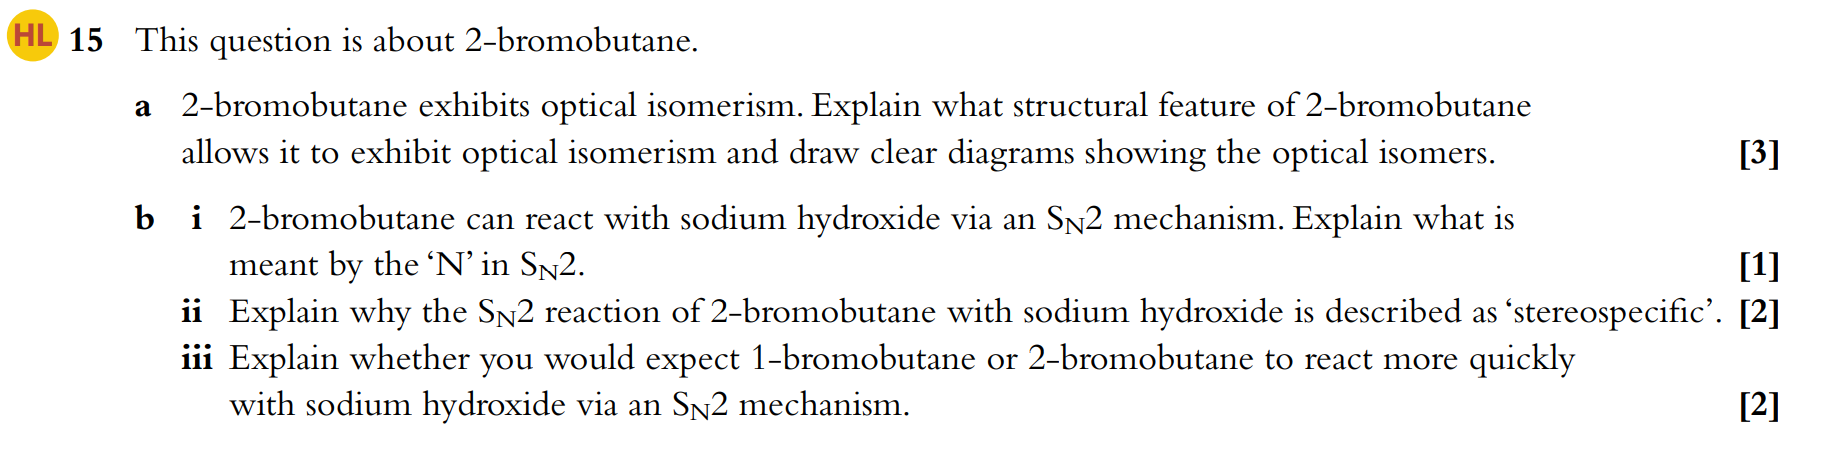 HL 15 This question is about 2-bromobutane.
a 2-bromobutane exhibits optical isomerism. Explain what structural feature of 2-bromobutane
allows it to exhibit optical isomerism and draw clear diagrams showing the optical isomers. [3]
b i 2-bromobutane can react with sodium hydroxide via an SN2 mechanism. Explain what is
meant by the ‘N’ in SN2. [1]
ii Explain why the SN2 reaction of 2-bromobutane with sodium hydroxide is described as ‘stereospecific’. [2]
iii Explain whether you would expect 1-bromobutane or 2-bromobutane to react more quickly
with sodium hydroxide via an SN2 mechanism. [2]